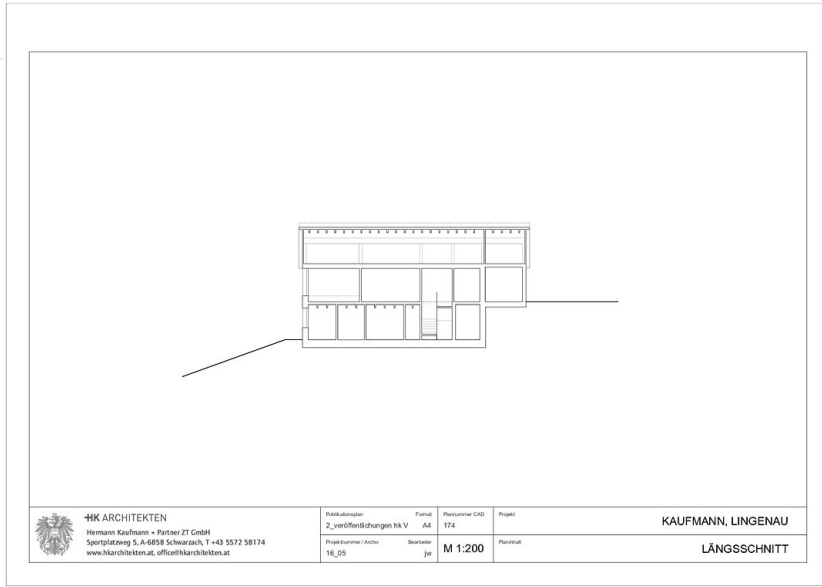 HK ARCHITEKTEN
Hermann Kaufmann + Partner ZT GmbH
Sportplatzweg 5, A-6858 Schwarzach, T +43 5572 58174
www.hkarchitekten.at, office@hkarchitekten.at
Publikationsplan Format
2_veröffentlichungen hk V A4
Projektnummer / Archiv Bearbeiter
16_05 jw
Plannummer CAD
174
M 1:200
Projekt
KAUFMANN, LINGENAU
Planinhalt
LÄNGSSCHNITT